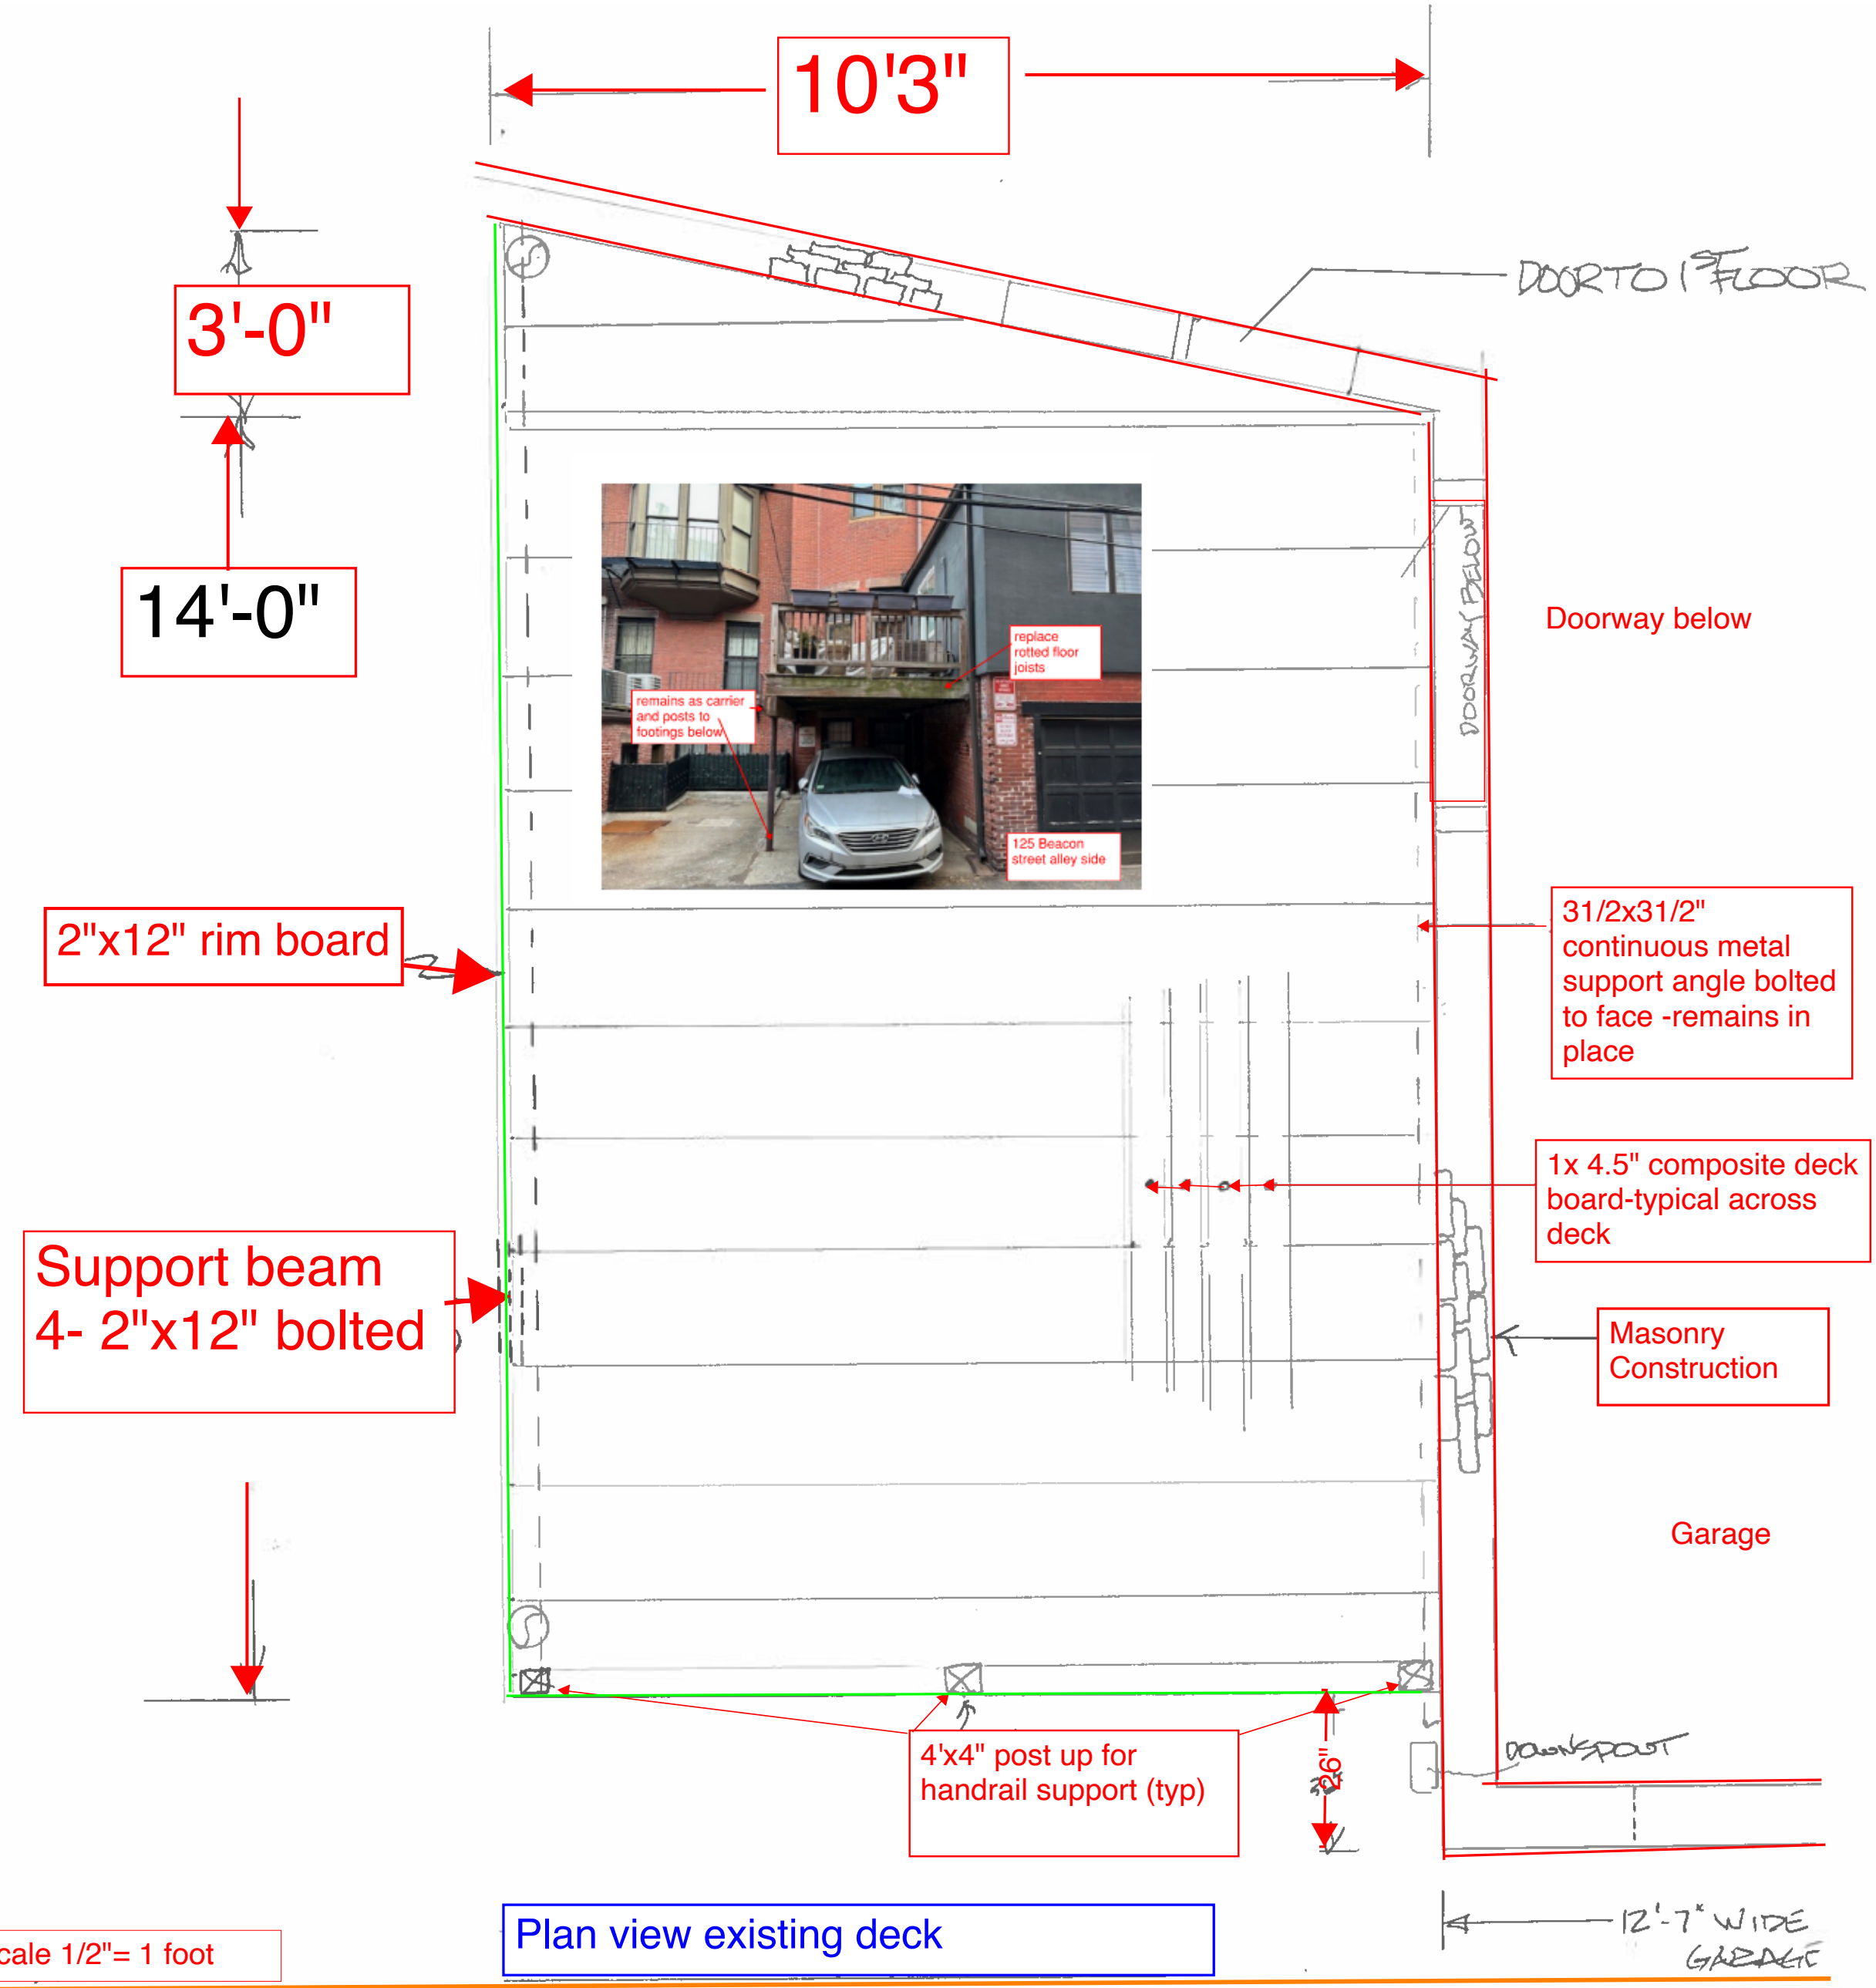 10'3"
3'-0"
DOOR TO 1ST FLOOR
14'-0"
DOORWAY BELOW
Doorway below
replace
rotted floor
joists
remains as carrier
and posts to
footings below
125 Beacon
street alley side
2"x12" rim board
31/2x31/2"
continuous metal
support angle bolted
to face -remains in
place
1x 4.5" composite deck
board-typical across
deck
Support beam
4- 2"x12" bolted
Masonry
Construction
Garage
4'x4" post up for
handrail support (typ)
26"
DOWNSPOUT
Plan view existing deck
12'-7" WIDE
GARAGE
cale 1/2"= 1 foot